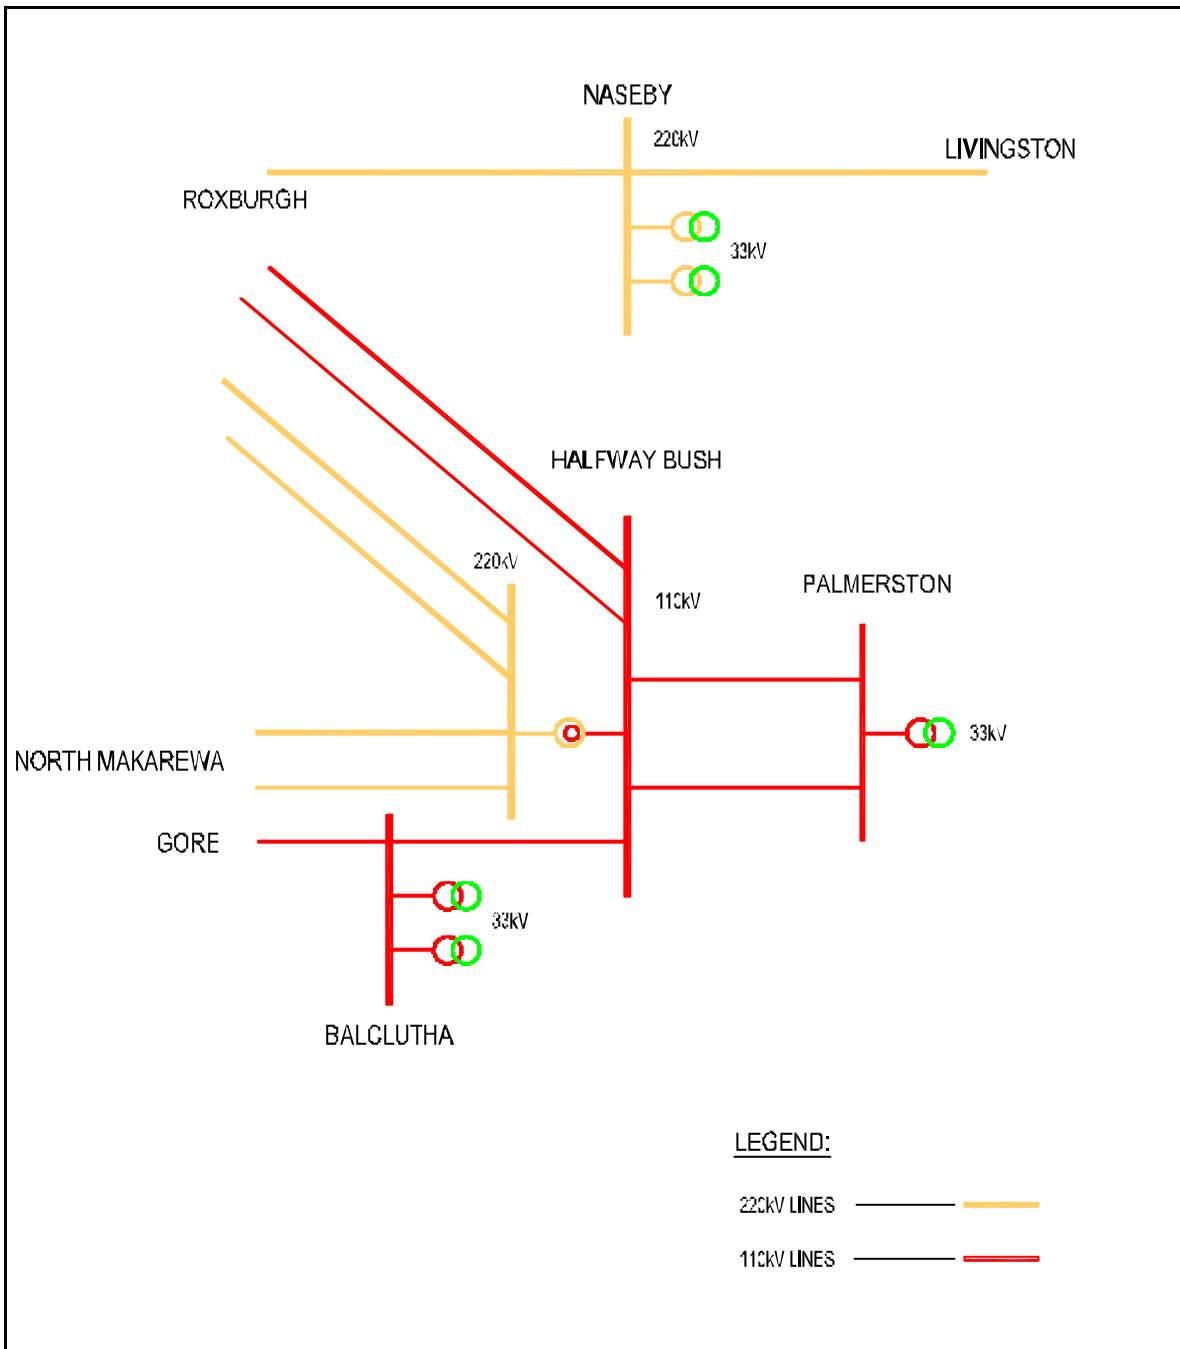 NASEBY
220kV
LIVINGSTON
ROXBURGH
33kV
HALFWAY BUSH
220kV
110kV
PALMERSTON
33kV
NORTH MAKAREWA
GORE
33kV
BALCLUTHA
LEGEND:
220kV LINES
110kV LINES